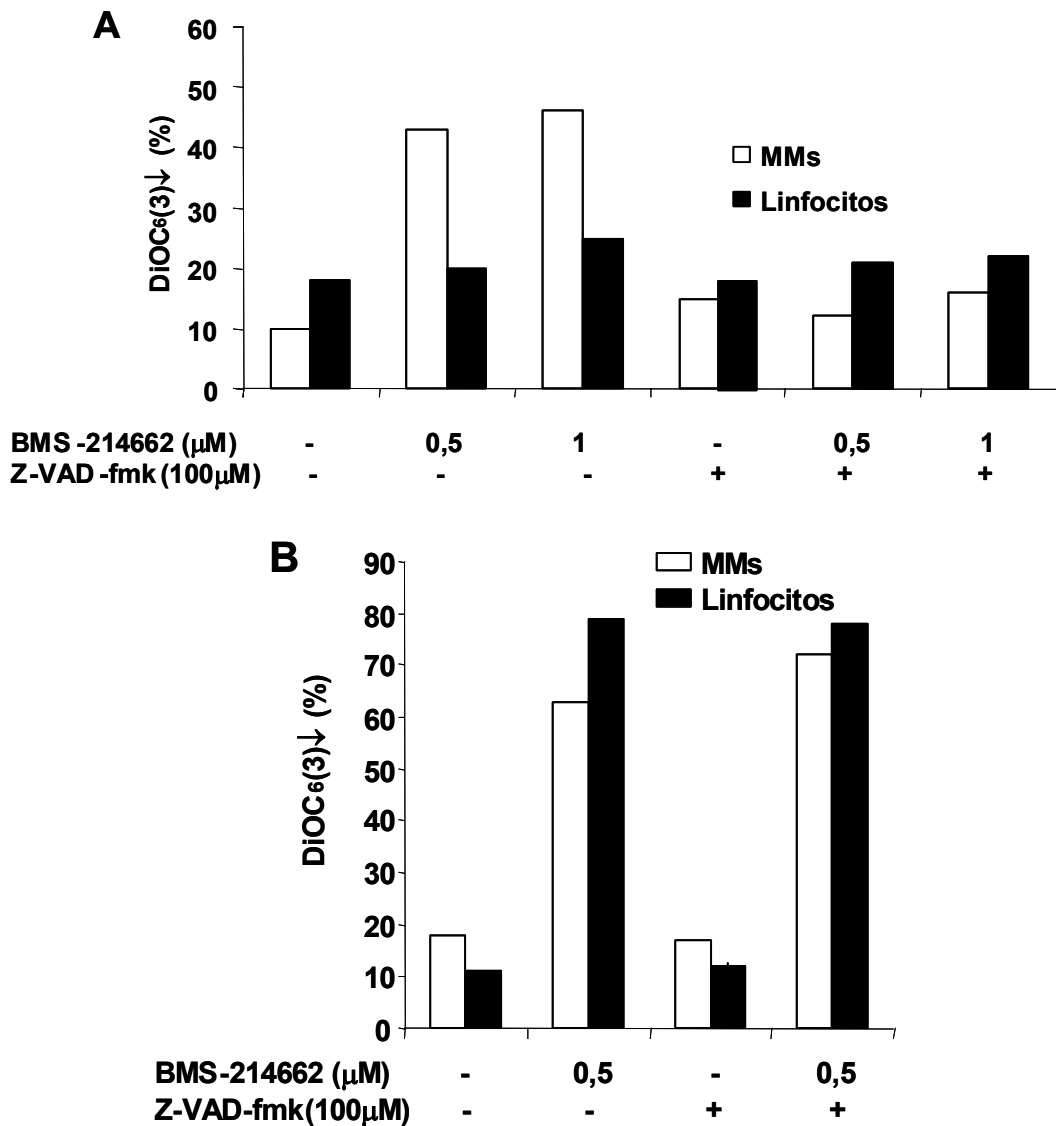 A
60
50
40
30
20
10
0
DiOC6(3)↓ (%)
MMs
Linfocitos
BMS -214662 (μM) - 0,5 1 - 0,5 1
Z-VAD -fmk (100μM) - - - + + +
B
90
80
70
60
50
40
30
20
10
0
DiOC6(3)↓ (%)
MMs
Linfocitos
BMS-214662 (μM) - 0,5 - 0,5
Z-VAD-fmk(100μM) - - + +